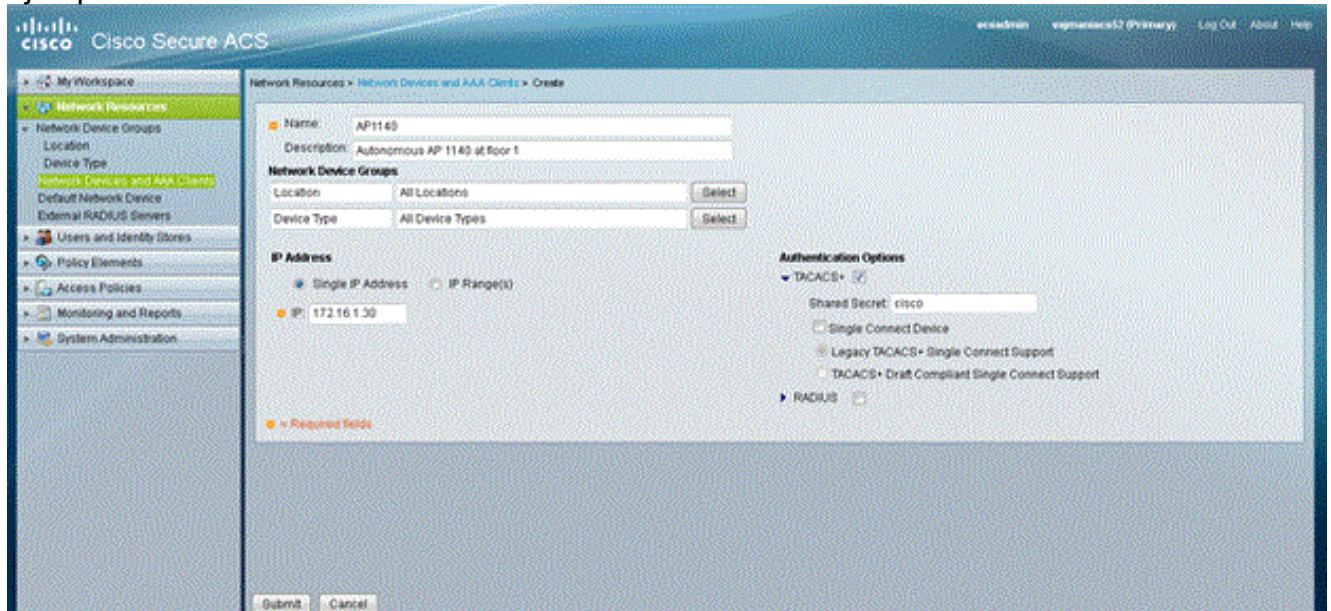 CISCO Cisco Secure ACS
acsadmin
(Primary) Log Out About Help
My Workspace
Network Resources
Network Device Groups
Location
Device Type
Network Devices and AAA Clients
Default Network Device
External RADIUS Servers
Users and Identity Stores
Policy Elements
Access Policies
Monitoring and Reports
System Administration
Network Resources > Network Devices and AAA Clients > Create
Name: AP1140
Description: Autonomous AP 1140 at floor 1
Network Device Groups
Location All Locations Select
Device Type All Device Types Select
IP Address
Single IP Address IP Range(s)
IP: 172.16.1.30
Authentication Options
TACACS+
Shared Secret: cisco
Single Connect Device
Legacy TACACS+ Single Connect Support
TACACS+ Draft Compliant Single Connect Support
RADIUS
= Required fields
Submit Cancel